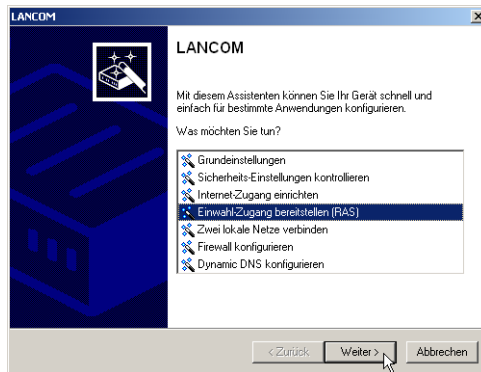 LANCOM
LANCOM
Mit diesem Assistenten können Sie Ihr Gerät schnell und
einfach für bestimmte Anwendungen konfigurieren.
Was möchten Sie tun?
Grundeinstellungen
Sicherheits-Einstellungen kontrollieren
Internet-Zugang einrichten
Einwahl-Zugang bereitstellen (RAS)
Zwei lokale Netze verbinden
Firewall konfigurieren
Dynamic DNS konfigurieren
< Zurück Weiter > Abbrechen